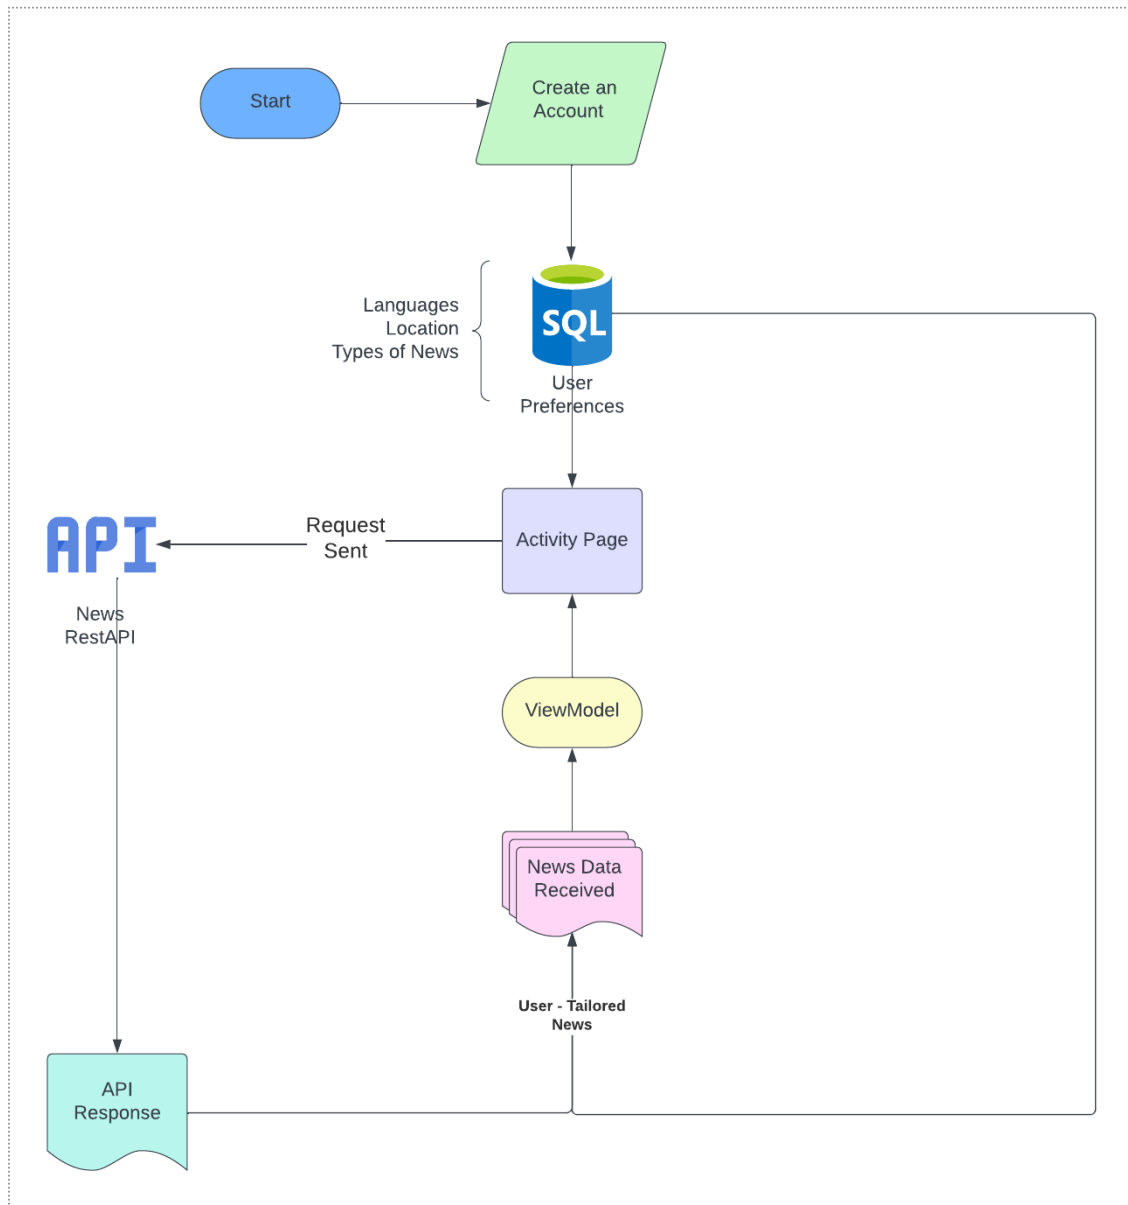 Start
Create an
Account
Languages
Location
Types of News
SQL
User
Preferences
API
Request
Sent
Activity Page
News
RestAPI
ViewModel
News Data
Received
User - Tailored
News
API
Response